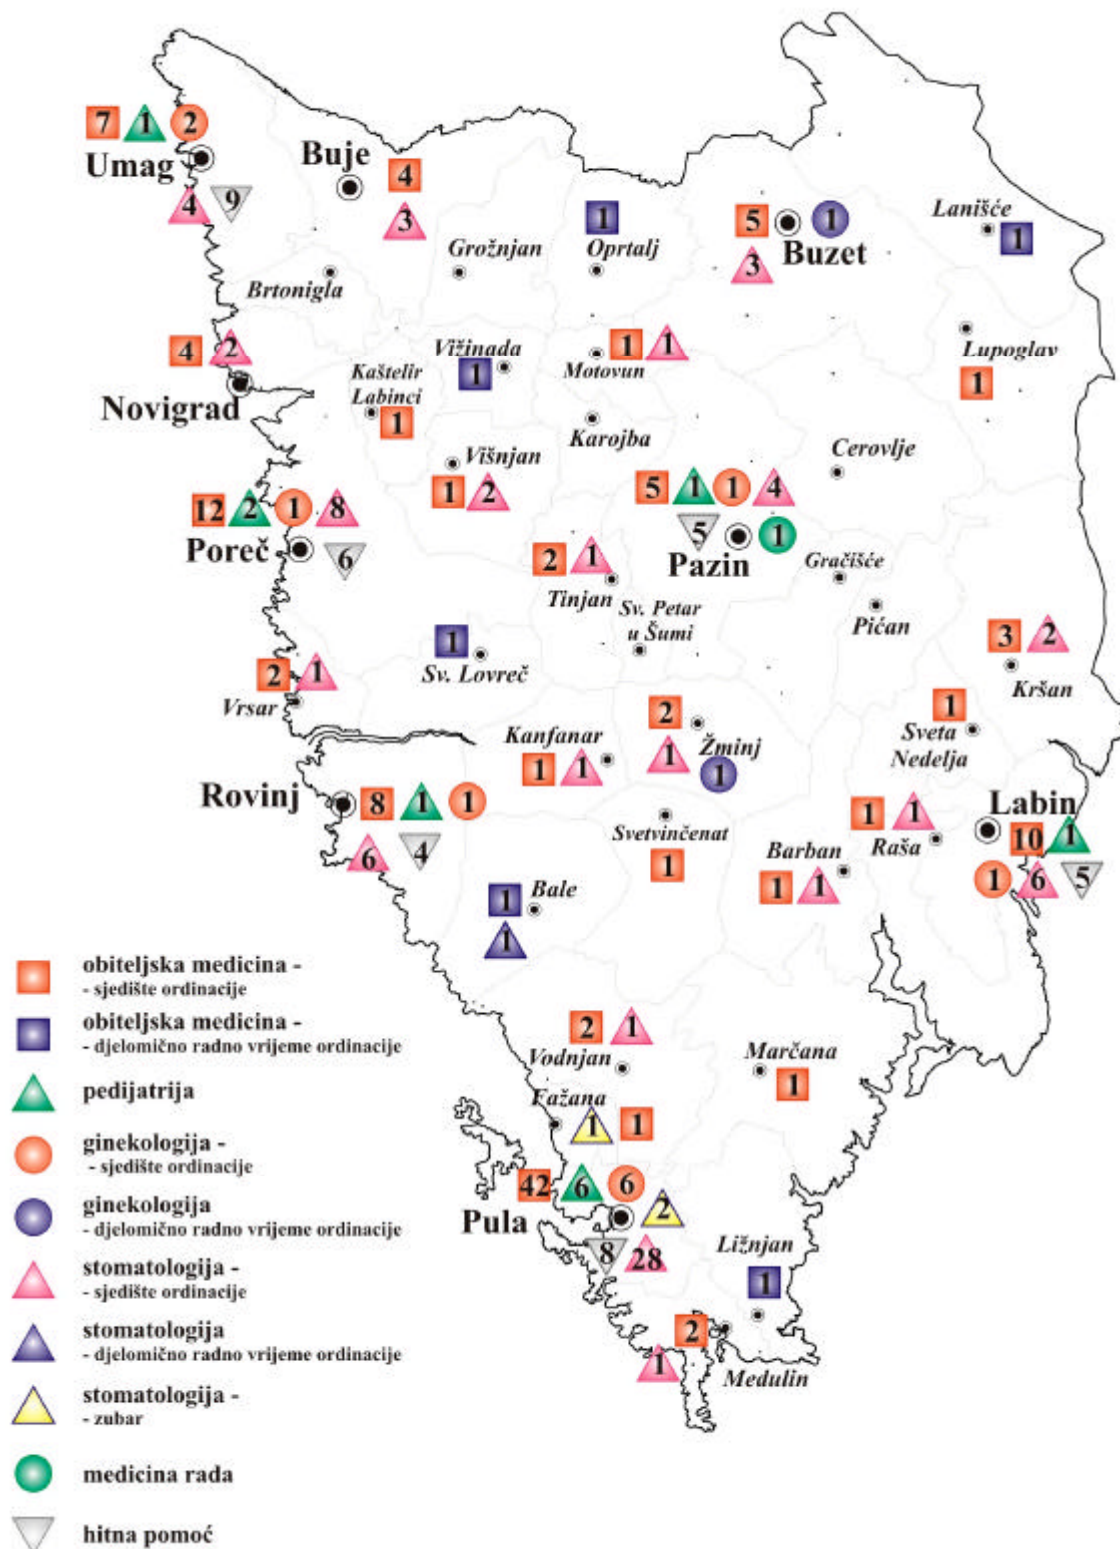 7 1 2
Umag
4 9
Buje
4
3
1
Oprtalj
5 1
Buzet
3
Lanišće
1
Grožnjan
Brtonigla
4 2
Novigrad
Vižinada
1
Kaštelir
Labinci
1
1 1
Motovun
Lupoglav
1
Karojba
Višnjan
1 2
Cerovlje
12 2 1 8
Poreč
6
5 1 1 4
5 1
Pazin
2 1
Tinjan
Gračišće
Sv. Petar
u Šumi
Pićan
1
Sv. Lovreč
3 2
Kršan
2 1
Vrsar
1
Sveta
Nedelja
2
Žminj
1 1
Kanfanar
1 1
Rovinj
8 1 1
6 4
Svetvinčenat
1
1 1
Raša
Labin
10 1
1 6 5
Barban
1 1
1
Bale
1
2 1
Vodnjan
Marčana
1
Fažana
1 1
42 6 6
Pula
2
8 28
Ližnjan
1
2
1
Medulin
obiteljska medicina -
- sjedište ordinacije
obiteljska medicina -
- djelomično radno vrijeme ordinacije
pedijatrija
ginekologija -
- sjedište ordinacije
ginekologija
- djelomično radno vrijeme ordinacije
stomatologija -
- sjedište ordinacije
stomatologija
- djelomično radno vrijeme ordinacije
stomatologija -
- zubar
medicina rada
hitna pomoć